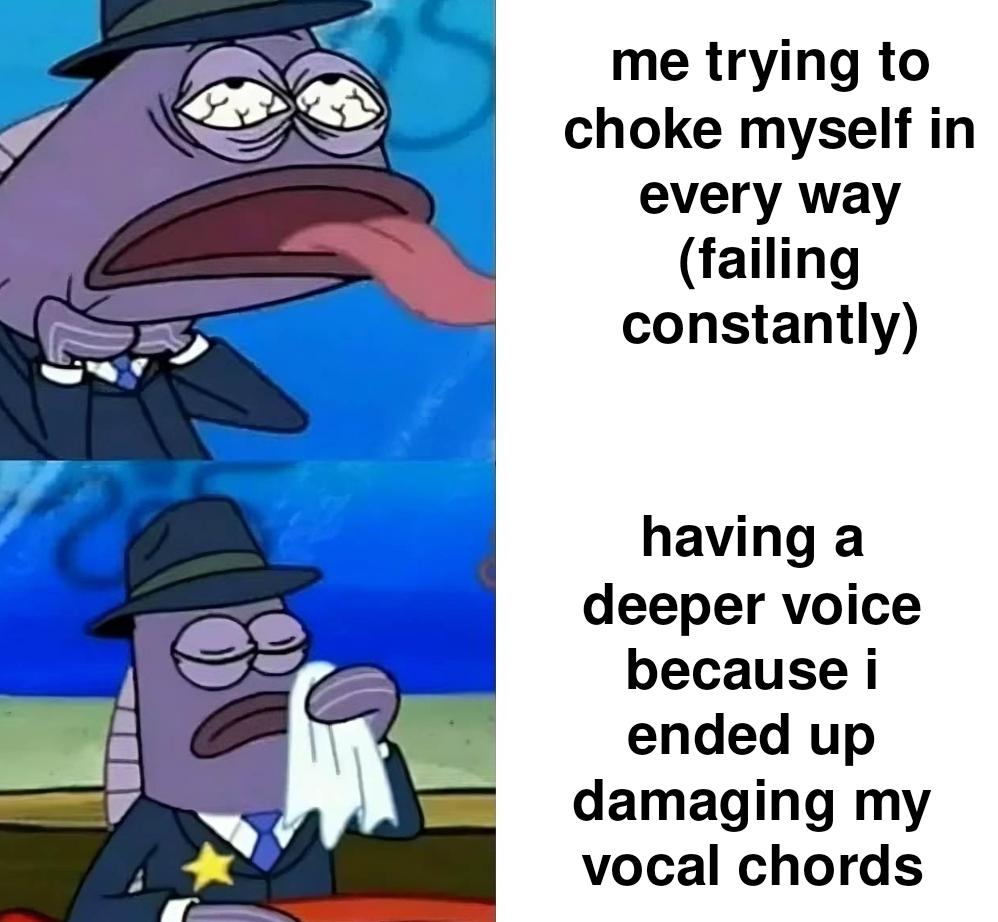 me trying to
choke myself in
every way
(failing
constantly)
having a
deeper voice
because i
ended up
damaging my
vocal chords